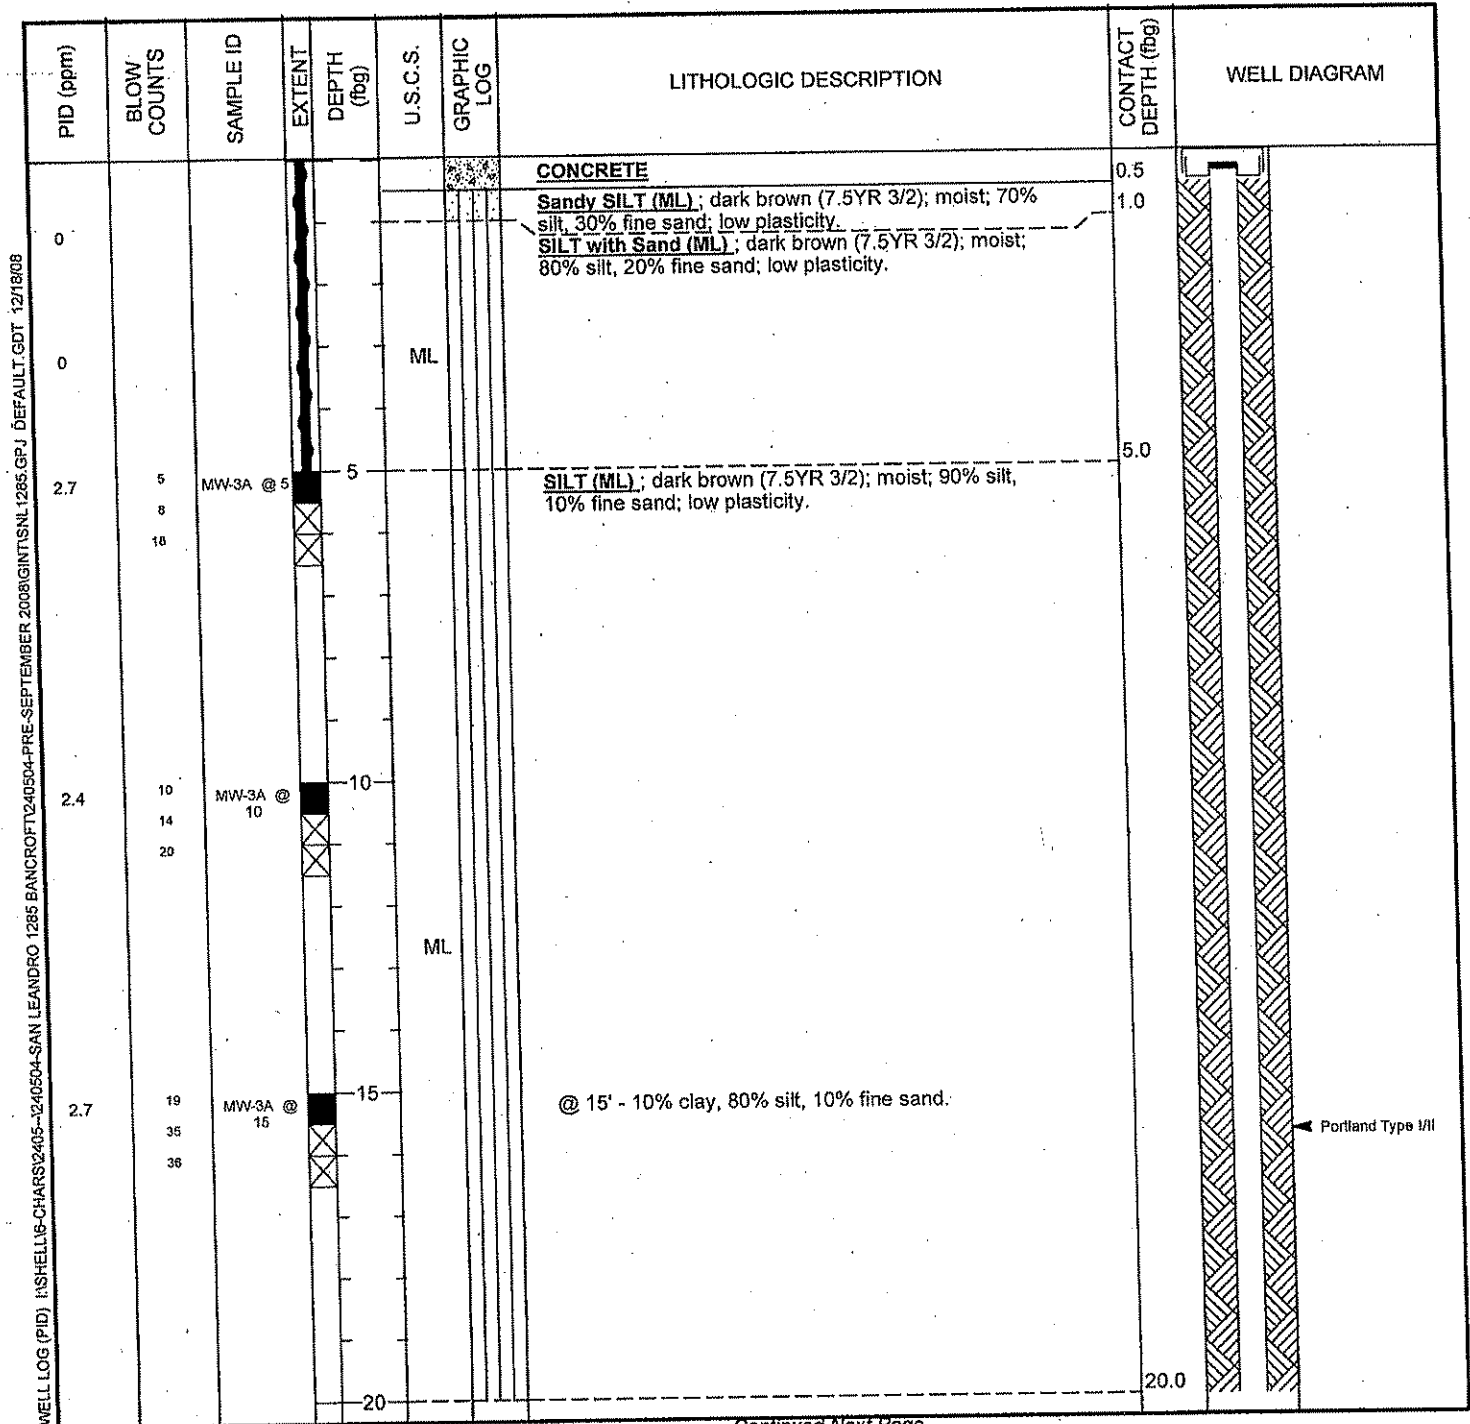 PID (ppm)
BLOW
COUNTS
SAMPLE ID
EXTENT
DEPTH
(fbg)
U.S.C.S.
GRAPHIC
LOG
LITHOLOGIC DESCRIPTION
CONTACT
DEPTH (fbg)
WELL DIAGRAM
CONCRETE
0.5
Sandy SILT (ML) ; dark brown (7.5YR 3/2); moist; 70%
silt, 30% fine sand; low plasticity.
1.0
SILT with Sand (ML) ; dark brown (7.5YR 3/2); moist;
80% silt, 20% fine sand; low plasticity.
0
0
ML
5.0
2.7
5
8
18
MW-3A @ 5
5
SILT (ML) ; dark brown (7.5YR 3/2); moist; 90% silt,
10% fine sand; low plasticity.
2.4
10
14
20
MW-3A @
10
10
ML
2.7
19
35
36
MW-3A @
15
15
@ 15' - 10% clay, 80% silt, 10% fine sand.
Portland Type I/II
20
20.0
Continued Next Page
WELL LOG (PID) I:\SHELL\6-CHARS\2405--\240504-SAN LEANDRO 1285 BANCROFT\240504-PRE-SEPTEMBER 2008\GINT\SNL1285.GPJ DEFAULT.GDT 12/18/08